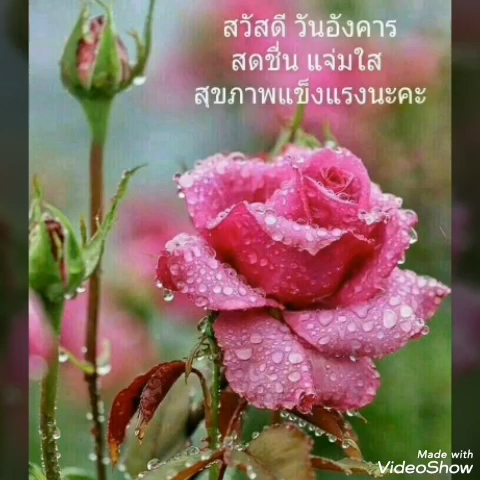 สวัสดี วันอังคาร
สดชื่น แจ่มใส
สุขภาพแข็งแรงนะคะ
Made with
VideoShow